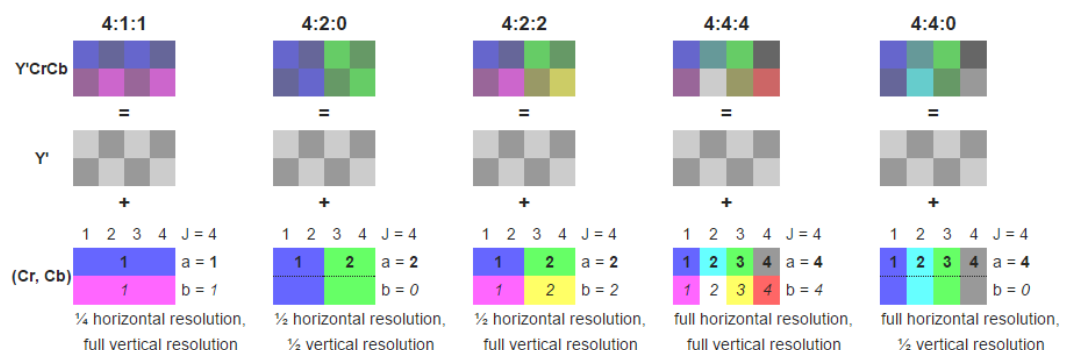 4:1:1 4:2:0 4:2:2 4:4:4 4:4:0
Y'CrCb
= = = = =
Y'
+ + + + +
1 2 3 4 J = 4 1 2 3 4 J = 4 1 2 3 4 J = 4 1 2 3 4 J = 4 1 2 3 4 J = 4
1 a = 1 1 2 a = 2 1 2 a = 2 1 2 3 4 a = 4 1 2 3 4 a = 4
(Cr, Cb)
1 b = 1 b = 0 1 2 b = 2 1 2 3 4 b = 4 b = 0
¼ horizontal resolution, ½ horizontal resolution, ½ horizontal resolution, full horizontal resolution, full horizontal resolution,
full vertical resolution ½ vertical resolution full vertical resolution full vertical resolution ½ vertical resolution